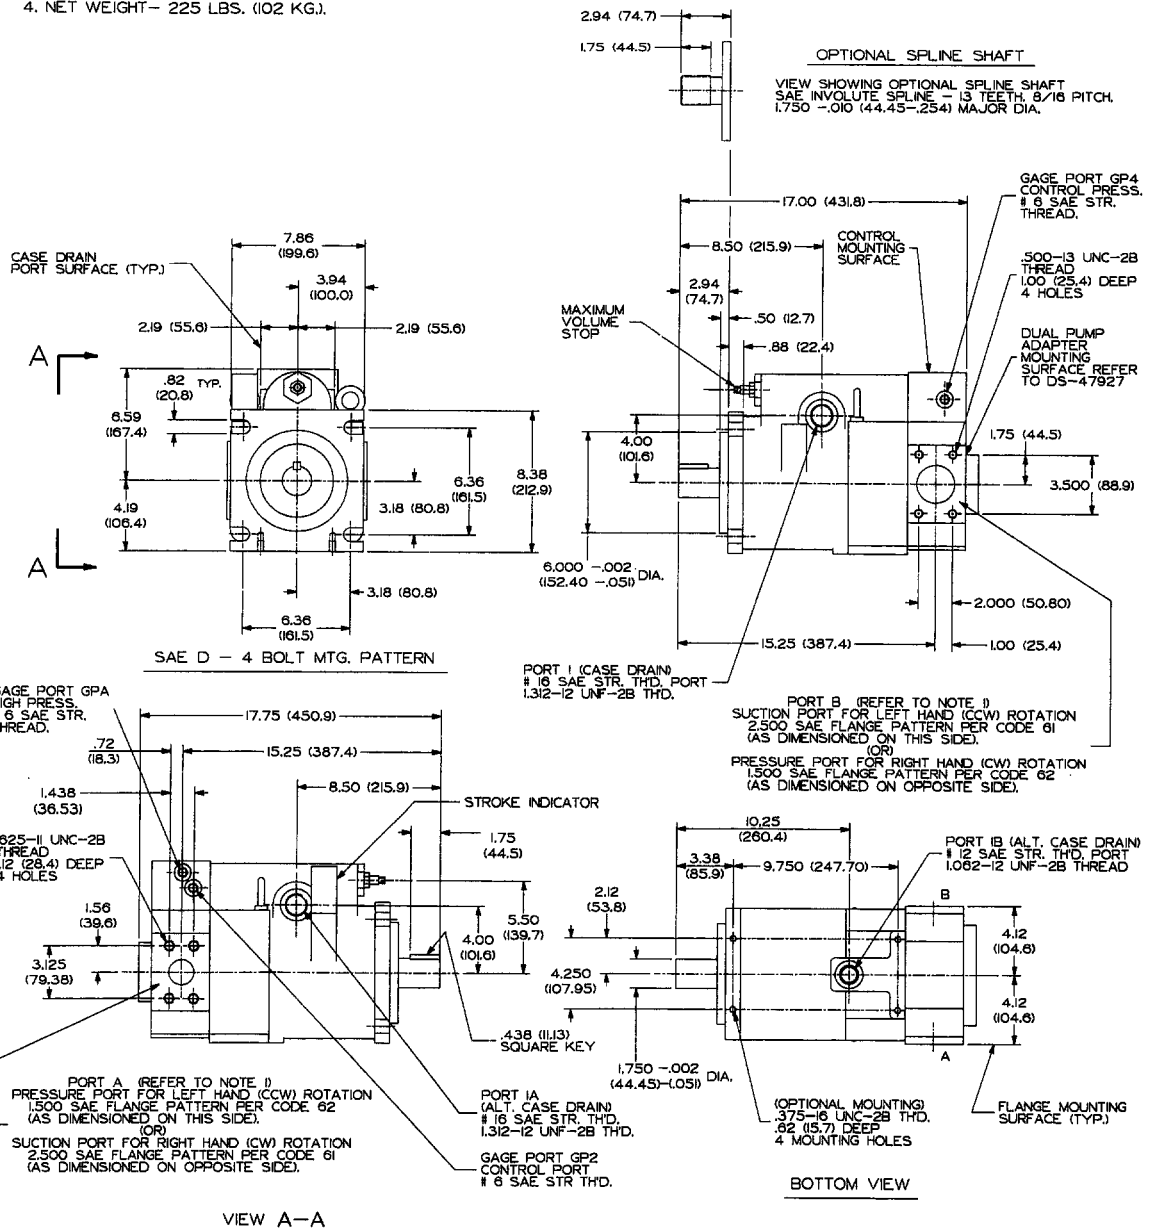 4. NET WEIGHT- 225 LBS. (102 KG.).
2.94 (74.7)
1.75 (44.5)
OPTIONAL SPLINE SHAFT
VIEW SHOWING OPTIONAL SPLINE SHAFT
SAE INVOLUTE SPLINE - 13 TEETH, 8/16 PITCH,
1.750 -.010 (44.45-.254) MAJOR DIA.
CASE DRAIN
PORT SURFACE (TYP.)
7.86
(199.6)
3.94
(100.0)
2.19 (55.6)
2.19 (55.6)
A
.82 TYP.
(20.8)
6.59
(167.4)
4.19
(106.4)
6.36
(161.5)
8.38
(212.9)
3.18 (80.8)
A
3.18 (80.8)
6.36
(161.5)
SAE D - 4 BOLT MTG. PATTERN
17.00 (431.8)
8.50 (215.9)
2.94
(74.7)
.50 (12.7)
.88 (22.4)
MAXIMUM
VOLUME
STOP
CONTROL
MOUNTING
SURFACE
GAGE PORT GP4
CONTROL PRESS.
# 6 SAE STR.
THREAD.
.500-13 UNC-2B
THREAD
1.00 (25.4) DEEP
4 HOLES
DUAL PUMP
ADAPTER
MOUNTING
SURFACE REFER
TO DS-47927
4.00
(101.6)
1.75 (44.5)
3.500 (88.9)
6.000 -.002
(152.40 -.051) DIA.
2.000 (50.80)
15.25 (387.4)
1.00 (25.4)
PORT 1 (CASE DRAIN)
# 16 SAE STR. TH'D. PORT
1.312-12 UNF-2B TH'D.
PORT B (REFER TO NOTE 1)
SUCTION PORT FOR LEFT HAND (CCW) ROTATION
2.500 SAE FLANGE PATTERN PER CODE 61
(AS DIMENSIONED ON THIS SIDE).
(OR)
PRESSURE PORT FOR RIGHT HAND (CW) ROTATION
1.500 SAE FLANGE PATTERN PER CODE 62
(AS DIMENSIONED ON OPPOSITE SIDE).
GAGE PORT GPA
IGH PRESS.
6 SAE STR.
HREAD.
17.75 (450.9)
.72
(18.3)
15.25 (387.4)
1.438
(36.53)
8.50 (215.9)
STROKE INDICATOR
1.75
(44.5)
625-11 UNC-2B
THREAD
.12 (28.4) DEEP
4 HOLES
1.56
(39.6)
3.125
(79.38)
4.00
(101.6)
5.50
(139.7)
.438 (11.13)
SQUARE KEY
PORT A (REFER TO NOTE 1)
PRESSURE PORT FOR LEFT HAND (CCW) ROTATION
1.500 SAE FLANGE PATTERN PER CODE 62
(AS DIMENSIONED ON THIS SIDE).
(OR)
SUCTION PORT FOR RIGHT HAND (CW) ROTATION
2.500 SAE FLANGE PATTERN PER CODE 61
(AS DIMENSIONED ON OPPOSITE SIDE).
PORT 1A
(ALT. CASE DRAIN)
# 16 SAE STR. TH'D.
1.312-12 UNF-2B TH'D.
GAGE PORT GP2
CONTROL PORT
# 6 SAE STR TH'D.
VIEW A-A
10.25
(260.4)
3.38
(85.9)
9.750 (247.70)
PORT 1B (ALT. CASE DRAIN)
# 12 SAE STR. TH'D. PORT
1.062-12 UNF-2B THREAD
2.12
(53.8)
B
4.12
(104.6)
4.250
(107.95)
4.12
(104.6)
A
1.750 -.002
(44.45)-(.051) DIA.
(OPTIONAL MOUNTING)
.375-16 UNC-2B THD.
.62 (15.7) DEEP
4 MOUNTING HOLES
FLANGE MOUNTING
SURFACE (TYP.)
BOTTOM VIEW